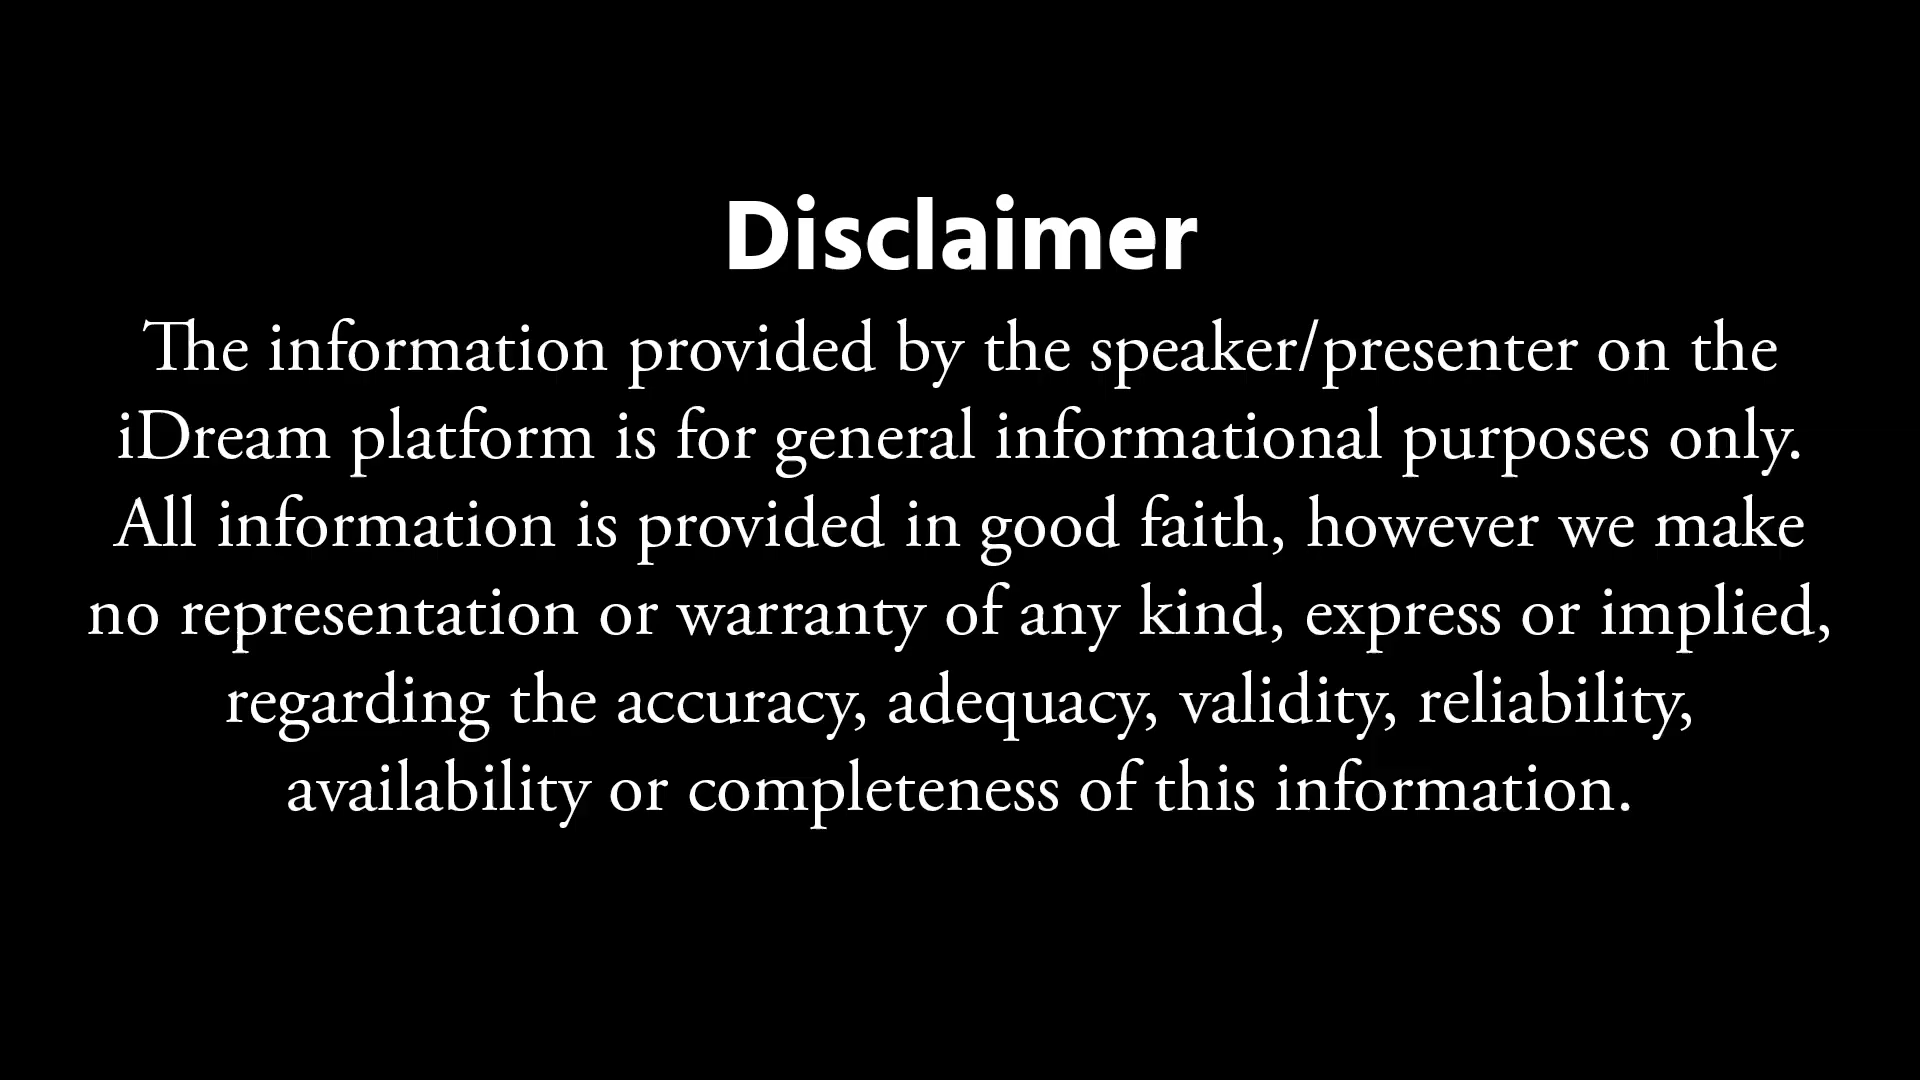 Disclaimer
The information provided by the speaker/presenter on the
iDream platform is for general informational purposes only.
All information is provided in good faith, however we make
no representation or warranty of any kind, express or implied,
regarding the accuracy, adequacy, validity, reliability,
availability or completeness of this information.